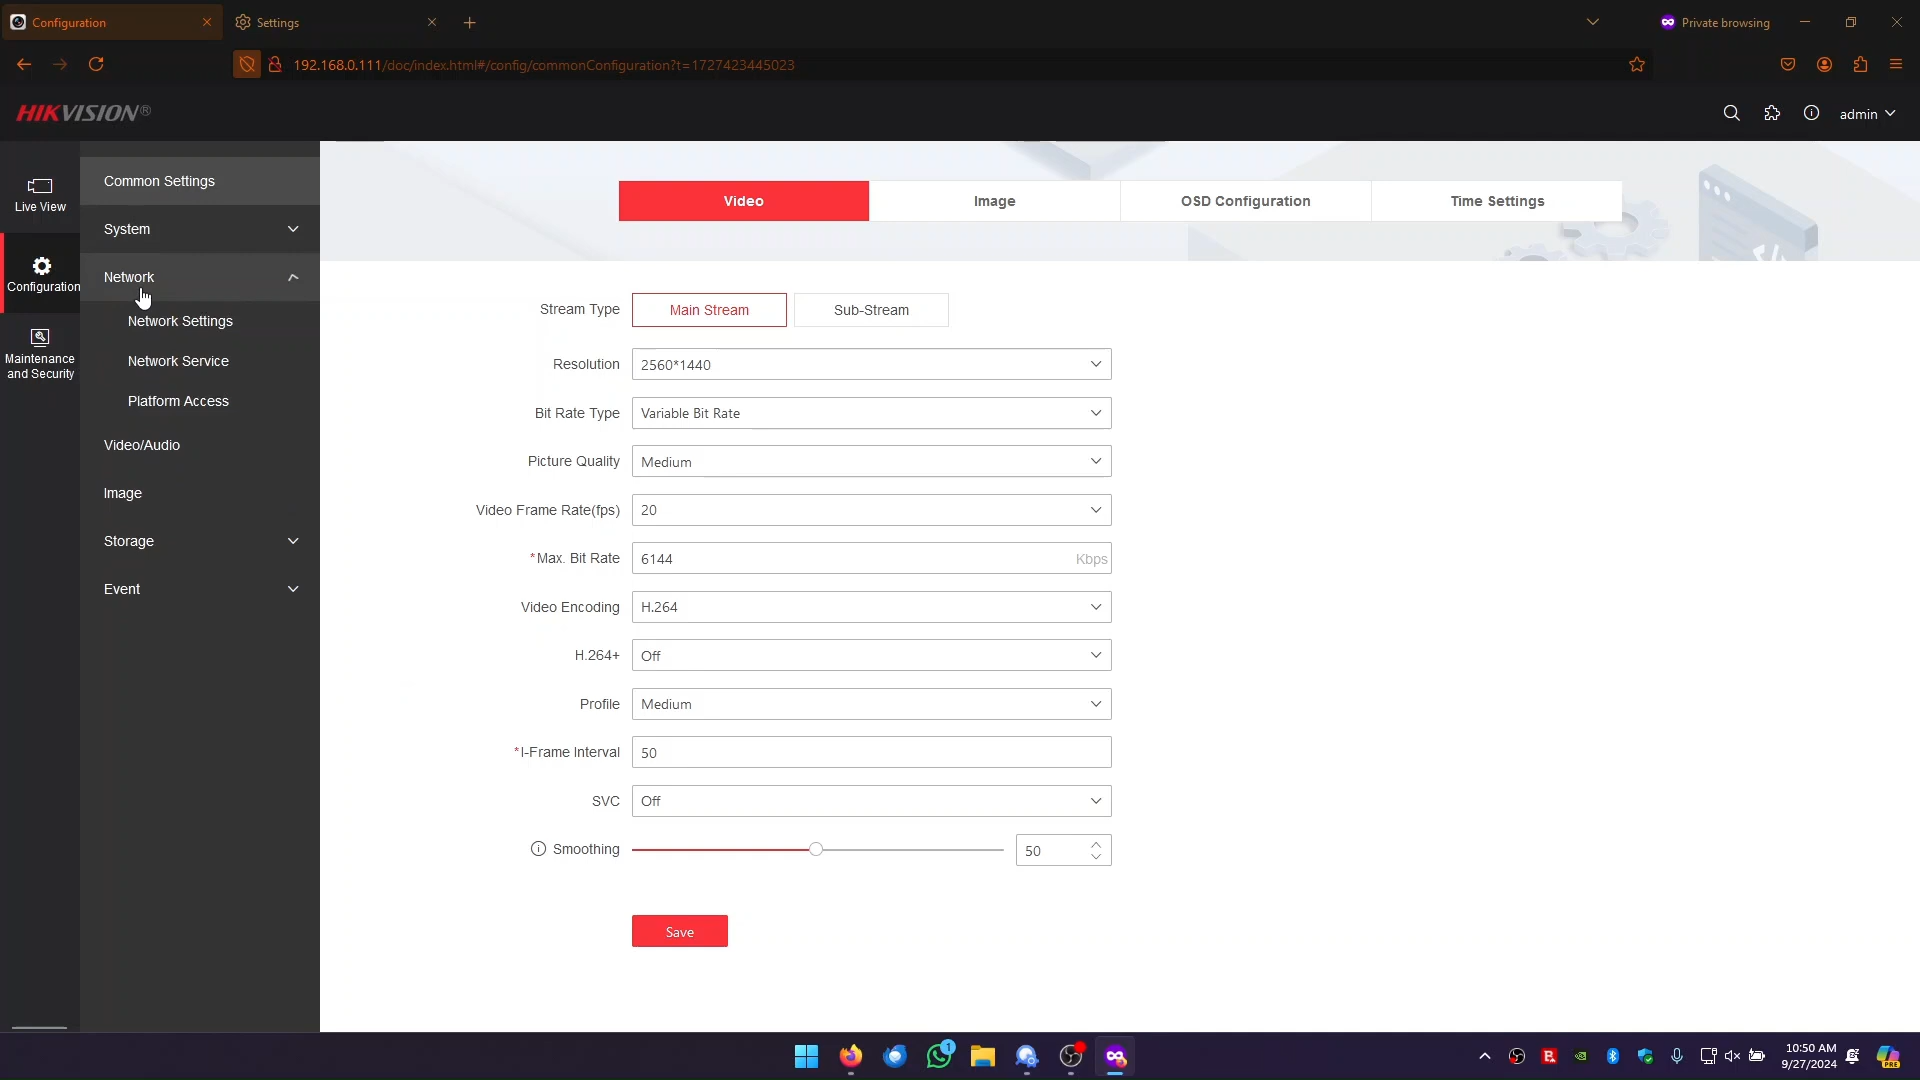 Configuration
Settings
Private browsing
192.168.0.111/doc/index.html#/config/commonConfiguration?t=1727423445023
HIKVISION®
admin
Live View
Configuration
Maintenance
and Security
Common Settings
System
Network
Network Settings
Network Service
Platform Access
Video/Audio
Image
Storage
Event
Video
Image
OSD Configuration
Time Settings
Stream Type
Main Stream
Sub-Stream
Resolution
2560*1440
Bit Rate Type
Variable Bit Rate
Picture Quality
Medium
Video Frame Rate(fps)
20
*Max. Bit Rate
6144
Kbps
Video Encoding
H.264
H.264+
Off
Profile
Medium
*I-Frame Interval
50
SVC
Off
Smoothing
50
Save
1
10:50 AM
9/27/2024
PRE